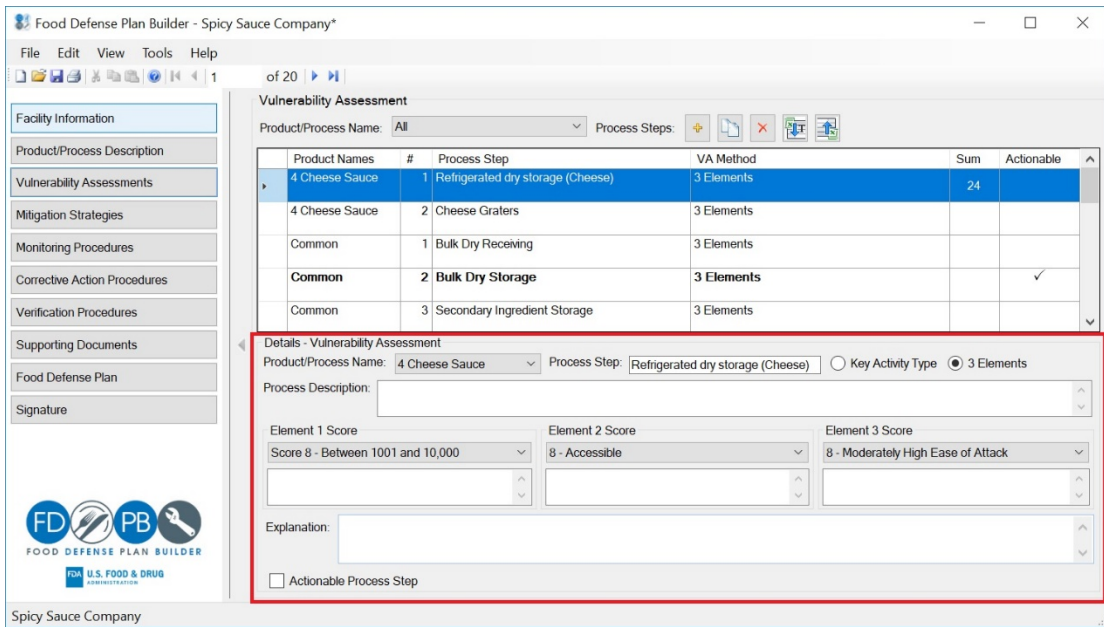 Food Defense Plan Builder - Spicy Sauce Company*
File Edit View Tools Help
1 of 20
Facility Information
Product/Process Description
Vulnerability Assessments
Mitigation Strategies
Monitoring Procedures
Corrective Action Procedures
Verification Procedures
Supporting Documents
Food Defense Plan
Signature
FD PB
FOOD DEFENSE PLAN BUILDER
FDA U.S. FOOD & DRUG
ADMINISTRATION
Vulnerability Assessment
Product/Process Name: All Process Steps:
Product Names # Process Step VA Method Sum Actionable
4 Cheese Sauce 1 Refrigerated dry storage (Cheese) 3 Elements 24
4 Cheese Sauce 2 Cheese Graters 3 Elements
Common 1 Bulk Dry Receiving 3 Elements
Common 2 Bulk Dry Storage 3 Elements ✓
Common 3 Secondary Ingredient Storage 3 Elements
Details - Vulnerability Assessment
Product/Process Name: 4 Cheese Sauce Process Step: Refrigerated dry storage (Cheese) Key Activity Type 3 Elements
Process Description:
Element 1 Score Element 2 Score Element 3 Score
Score 8 - Between 1001 and 10,000 8 - Accessible 8 - Moderately High Ease of Attack
Explanation:
Actionable Process Step
Spicy Sauce Company